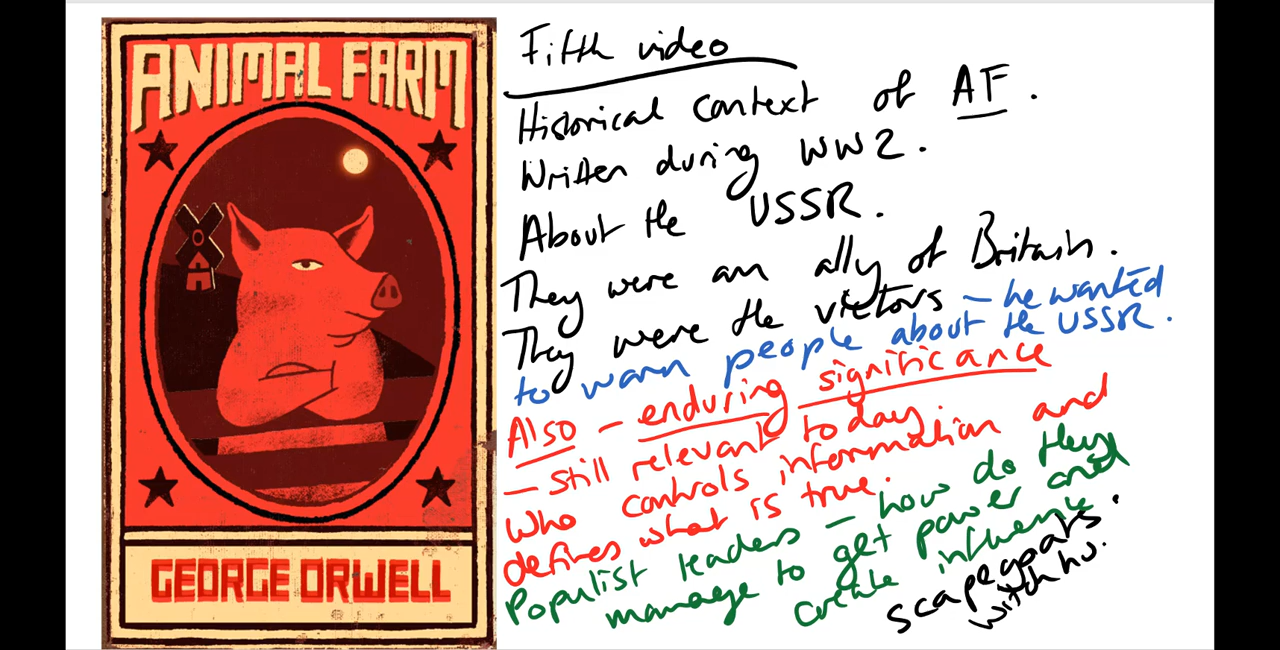 ANIMAL FARM
GEORGE ORWELL
Fifth video
Historical context of AF.
Written during WW2.
About the USSR.
They were an ally of Britain.
They were the victors – he wanted
to warn people about the USSR.
Also – enduring significance
– still relevant today.
Who controls information and
defines what is true.
Populist leaders – how do they
manage to get power and
create influence
scapegoats.
witch hu.